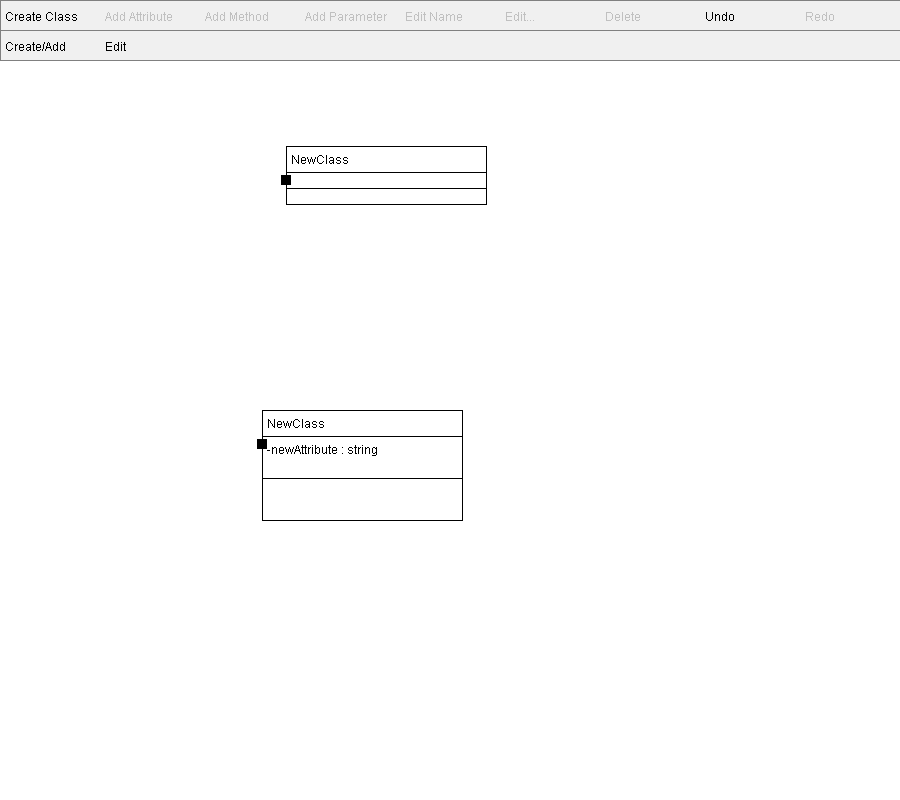 Create Class Add Attribute Add Method Add Parameter Edit Name Edit... Delete Undo Redo
Create/Add Edit
NewClass
NewClass
-newAttribute : string